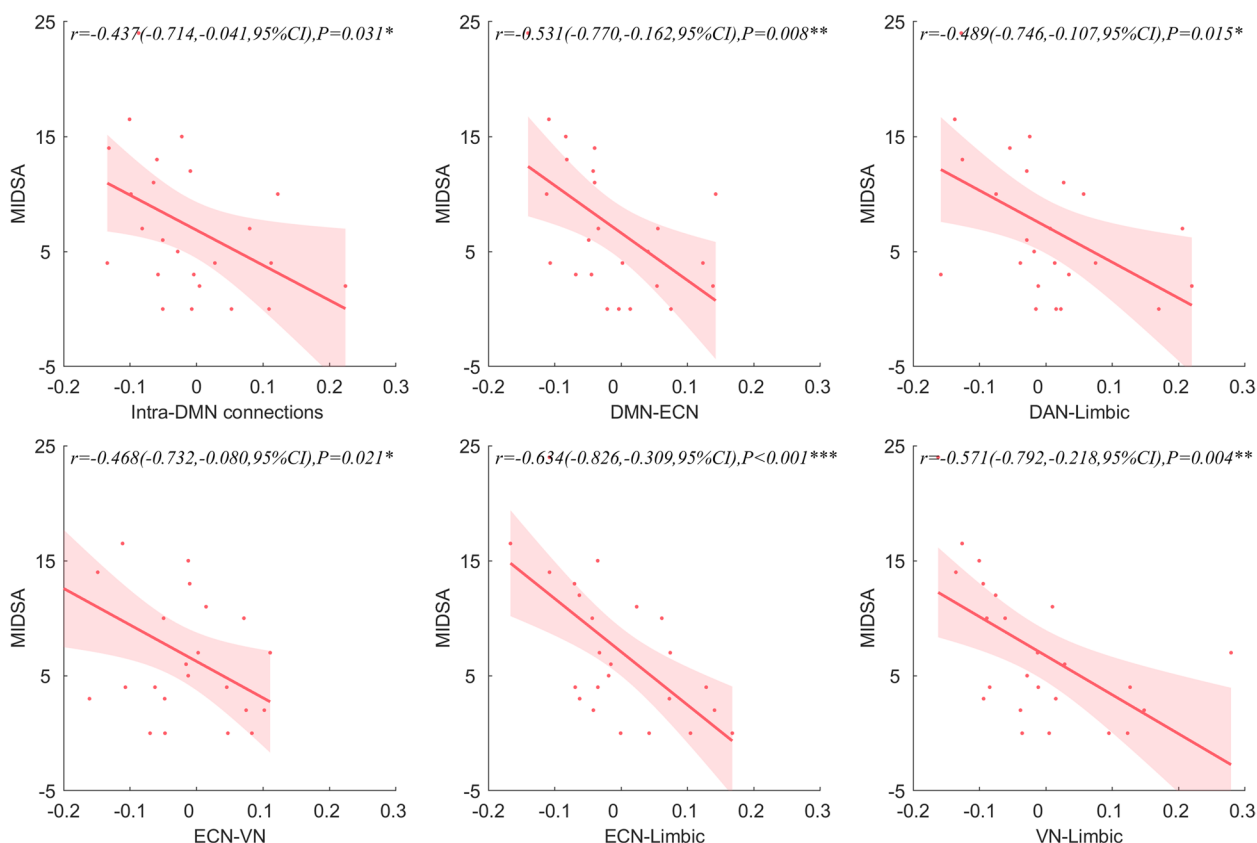 r=-0.437(-0.714,-0.041,95%CI),P=0.031*
25
15
5
-5
MIDSA
-0.2 -0.1 0 0.1 0.2 0.3
Intra-DMN connections
r=-0.531(-0.770,-0.162,95%CI),P=0.008**
25
15
5
-5
MIDSA
-0.2 -0.1 0 0.1 0.2 0.3
DMN-ECN
r=-0.489(-0.746,-0.107,95%CI),P=0.015*
25
15
5
-5
MIDSA
-0.2 -0.1 0 0.1 0.2 0.3
DAN-Limbic
r=-0.468(-0.732,-0.080,95%CI),P=0.021*
25
15
5
-5
MIDSA
-0.2 -0.1 0 0.1 0.2 0.3
ECN-VN
r=-0.634(-0.826,-0.309,95%CI),P<0.001***
25
15
5
-5
MIDSA
-0.2 -0.1 0 0.1 0.2 0.3
ECN-Limbic
r=-0.571(-0.792,-0.218,95%CI),P=0.004**
25
15
5
-5
MIDSA
-0.2 -0.1 0 0.1 0.2 0.3
VN-Limbic